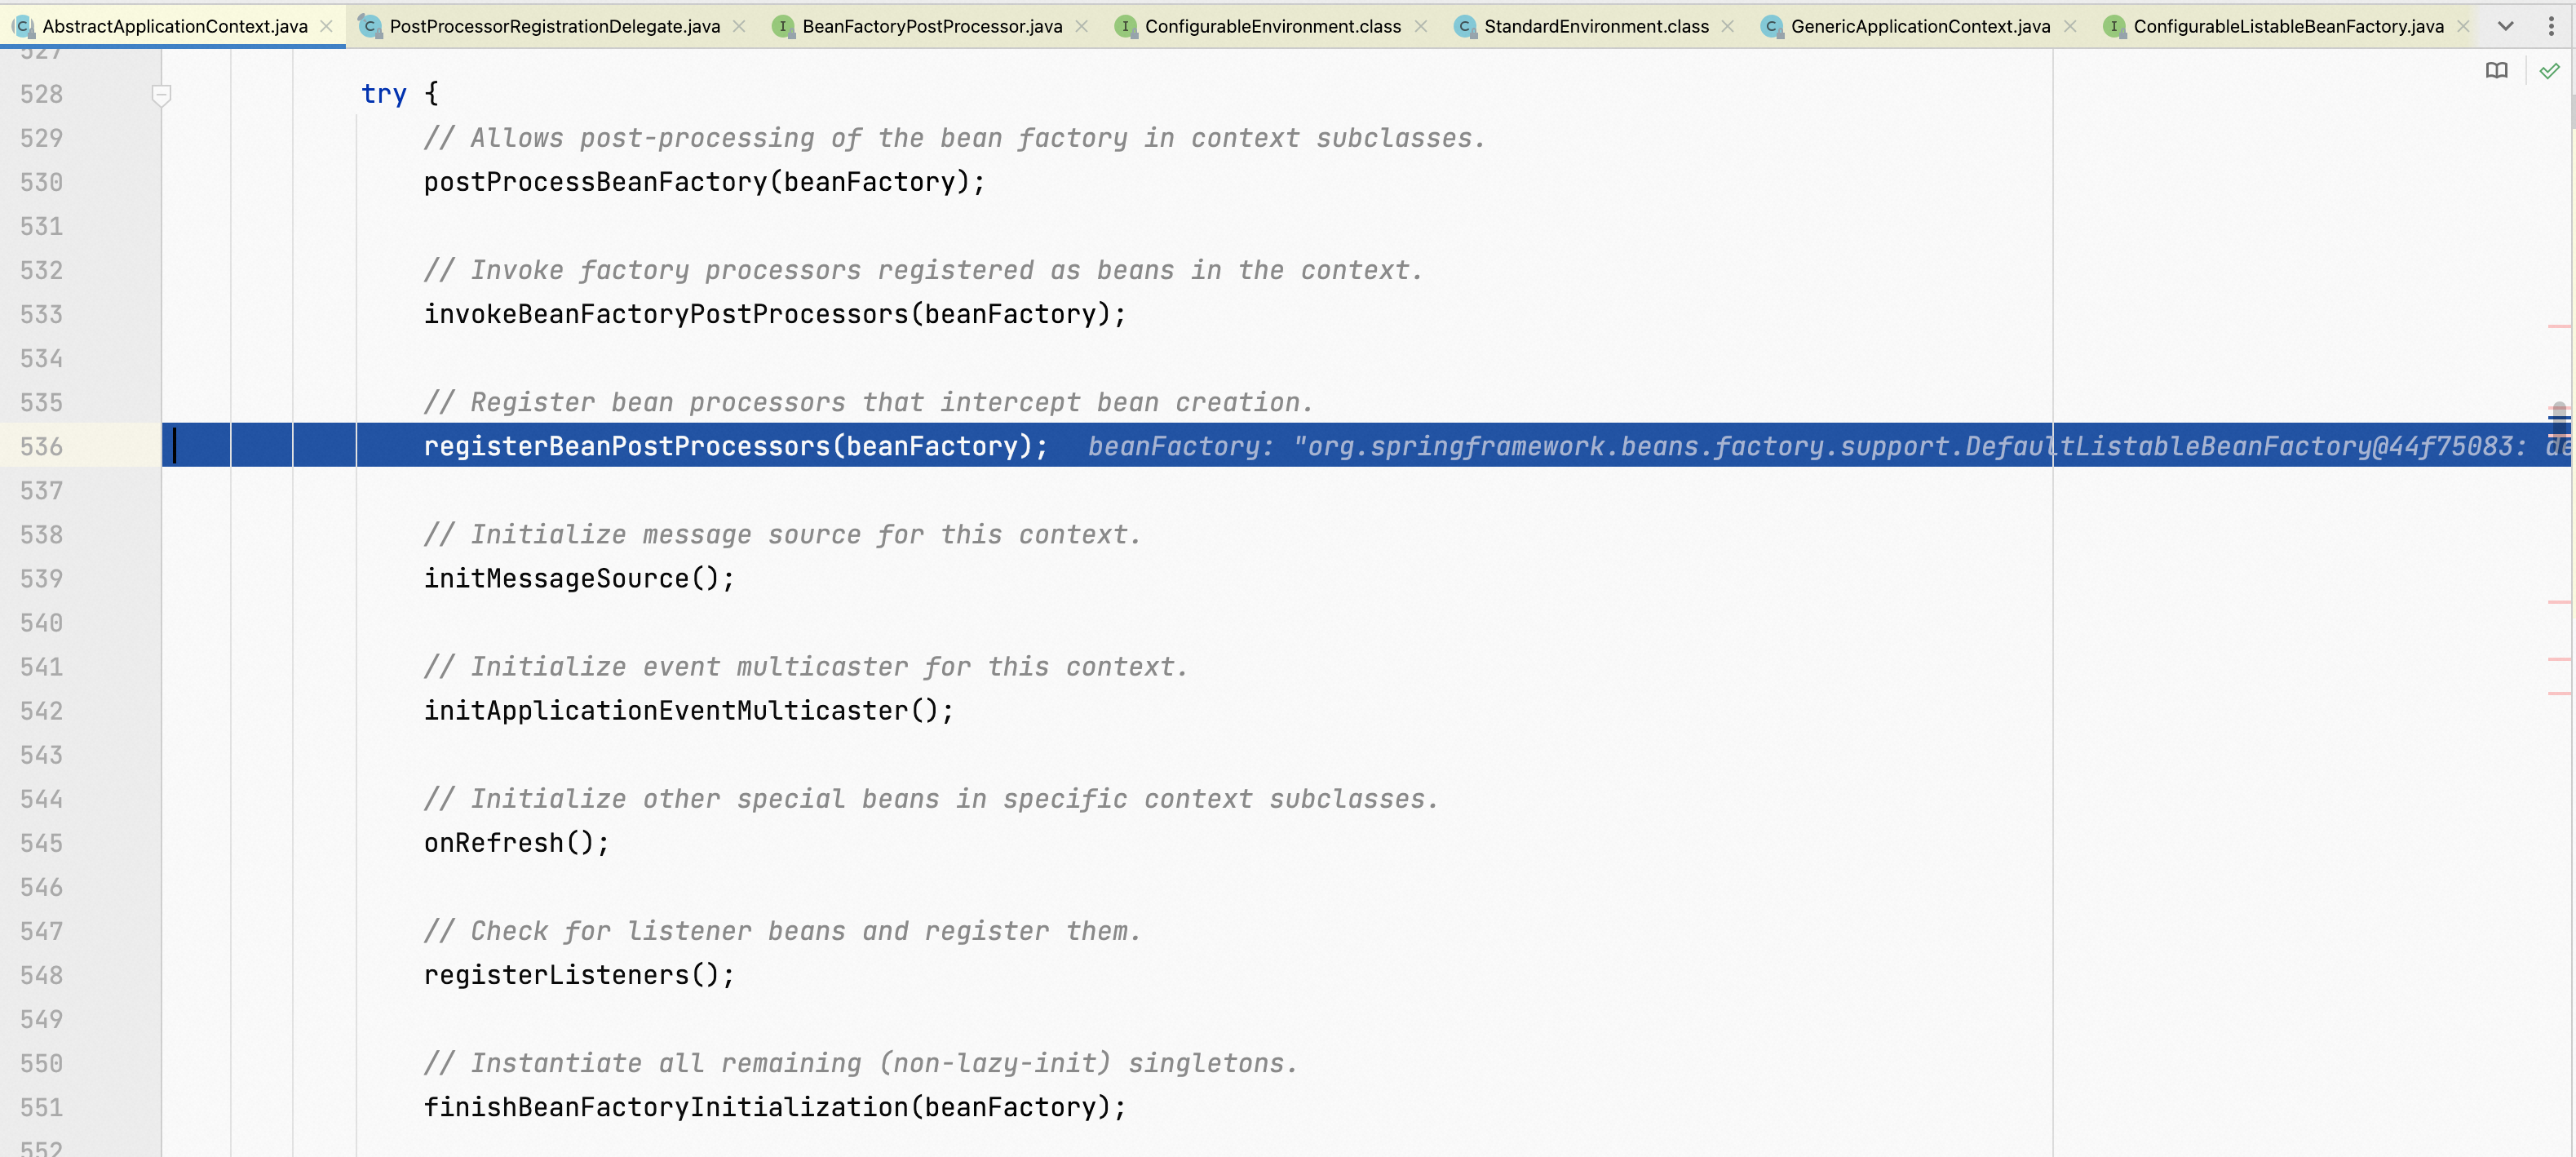 AbstractApplicationContext.java PostProcessorRegistrationDelegate.java BeanFactoryPostProcessor.java ConfigurableEnvironment.class StandardEnvironment.class GenericApplicationContext.java ConfigurableListableBeanFactory.java
527
528 try {
529 // Allows post-processing of the bean factory in context subclasses.
530 postProcessBeanFactory(beanFactory);
531
532 // Invoke factory processors registered as beans in the context.
533 invokeBeanFactoryPostProcessors(beanFactory);
534
535 // Register bean processors that intercept bean creation.
536 registerBeanPostProcessors(beanFactory); beanFactory: "org.springframework.beans.factory.support.DefaultListableBeanFactory@44f75083: de
537
538 // Initialize message source for this context.
539 initMessageSource();
540
541 // Initialize event multicaster for this context.
542 initApplicationEventMulticaster();
543
544 // Initialize other special beans in specific context subclasses.
545 onRefresh();
546
547 // Check for listener beans and register them.
548 registerListeners();
549
550 // Instantiate all remaining (non-lazy-init) singletons.
551 finishBeanFactoryInitialization(beanFactory);
552